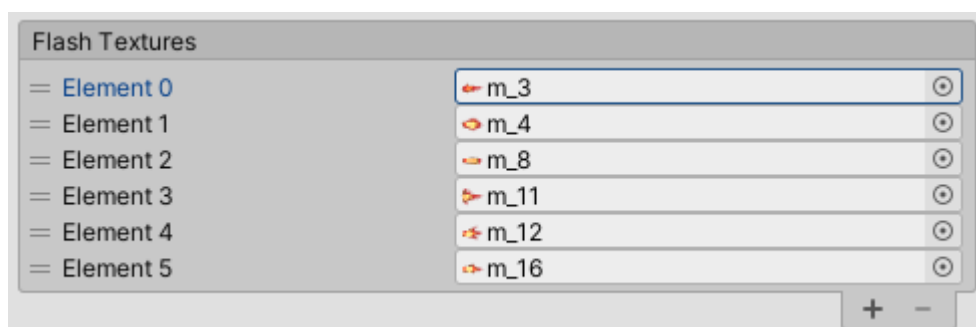 Flash Textures
Element 0 m_3
Element 1 m_4
Element 2 m_8
Element 3 m_11
Element 4 m_12
Element 5 m_16